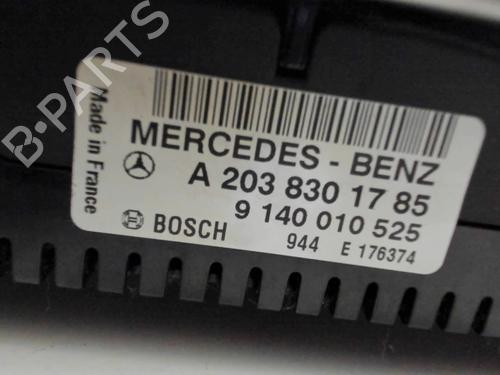 B-PARTS
Made in France
MERCEDES - BENZ
A 203 830 17 85
9 140 010 525
BOSCH 944 E 176374